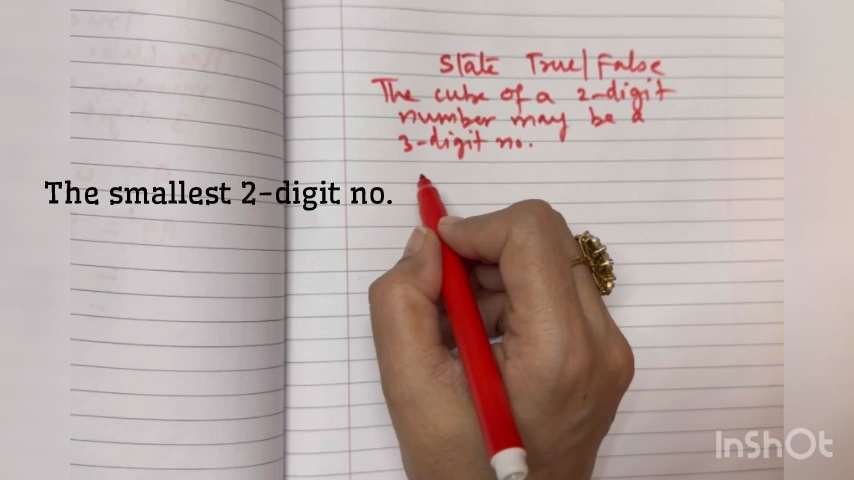 State True/False
The cube of a 2-digit
number may be a
3-digit no.
The smallest 2-digit no.
InShOt